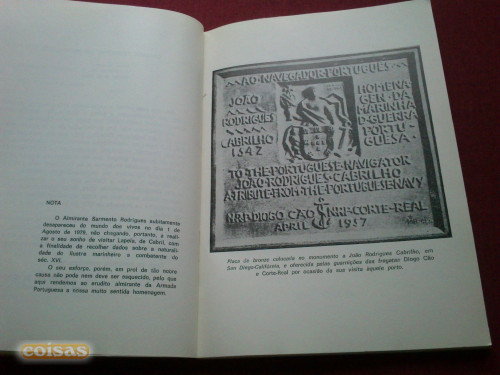 NOTA
O Almirante Sarmento Rodrigues subitamente
desapareceu do mundo dos vivos no dia 1 de
Agosto de 1979, não chegando, portanto, a reali-
zar o seu sonho de visitar Lapela, de Cabril, com
a finalidade de recolher dados sobre a naturali-
dade do ilustre marinheiro e combatente do
séc. XVI.
O seu esforço, porém, em prol de tão nobre
causa não pode nem deve ser esquecido, pelo que
aqui rendemos ao erudito almirante da Armada
Portuguesa a nossa muito sentida homenagem.
AO NAVEGADOR PORTUGUES
JOÃO
RODRIGUES
CABRILHO
1542
HOMENA
GEN DA
MARINHA
D GUERRA
PORTU-
GUESA.
TO THE PORTUGUESE NAVIGATOR
JOÃO RODRIGUES CABRILHO
A TRIBUTE FROM THE PORTUGUESE NAVY
NRP. DIOGO CÃO NRP. CORTE-REAL
APRIL 1957
Placa de bronze colocada no monumento a João Rodrigues Cabrilho, em
San Diego-Califórnia, e oferecida pelas guarnições das fragatas Diogo Cão
e Corte-Real por ocasião da sua visita àquele porto.
coisas